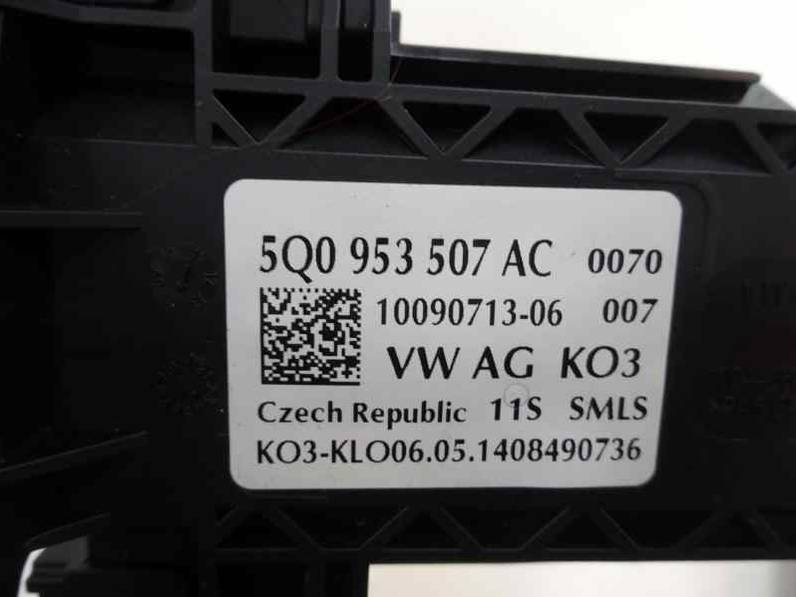 5Q0 953 507 AC 0070
10090713-06 007
VW AG KO3
Czech Republic 11S SMLS
KO3-KLO06.05.1408490736